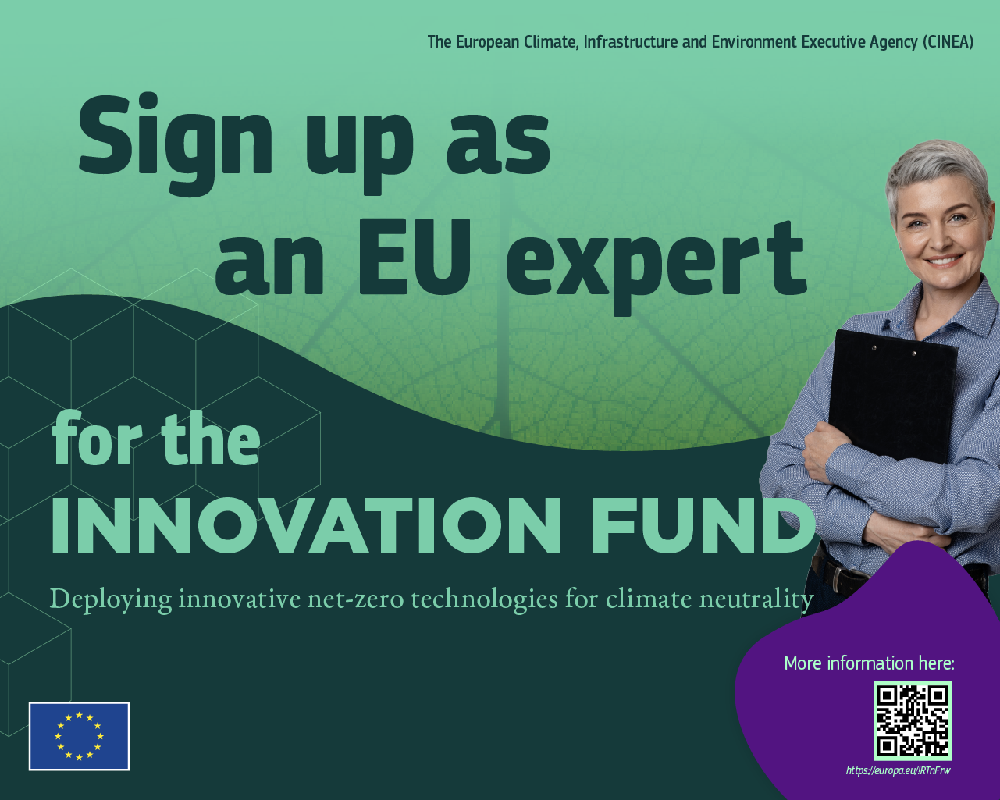 The European Climate, Infrastructure and Environment Executive Agency (CINEA)
Sign up as
an EU expert
for the
INNOVATION FUND
Deploying innovative net-zero technologies for climate neutrality
More information here:
https://europa.eu/!RTnFrw